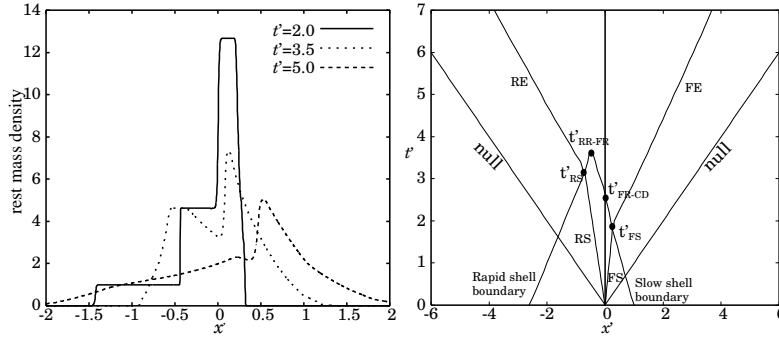 14
12
10
8
6
4
2
0
rest mass density
t'=2.0
t'=3.5
t'=5.0
-2 -1.5 -1 -0.5 0 0.5 1 1.5 2
x'
7
6
5
4
3
2
1
0
t'
RE
FE
null
null
t'RR-FR
t'RS
t'FR-CD
t'FS
RS
FS
Rapid shell
boundary
Slow shell
boundary
-6 -4 -2 0 2 4 6
x'